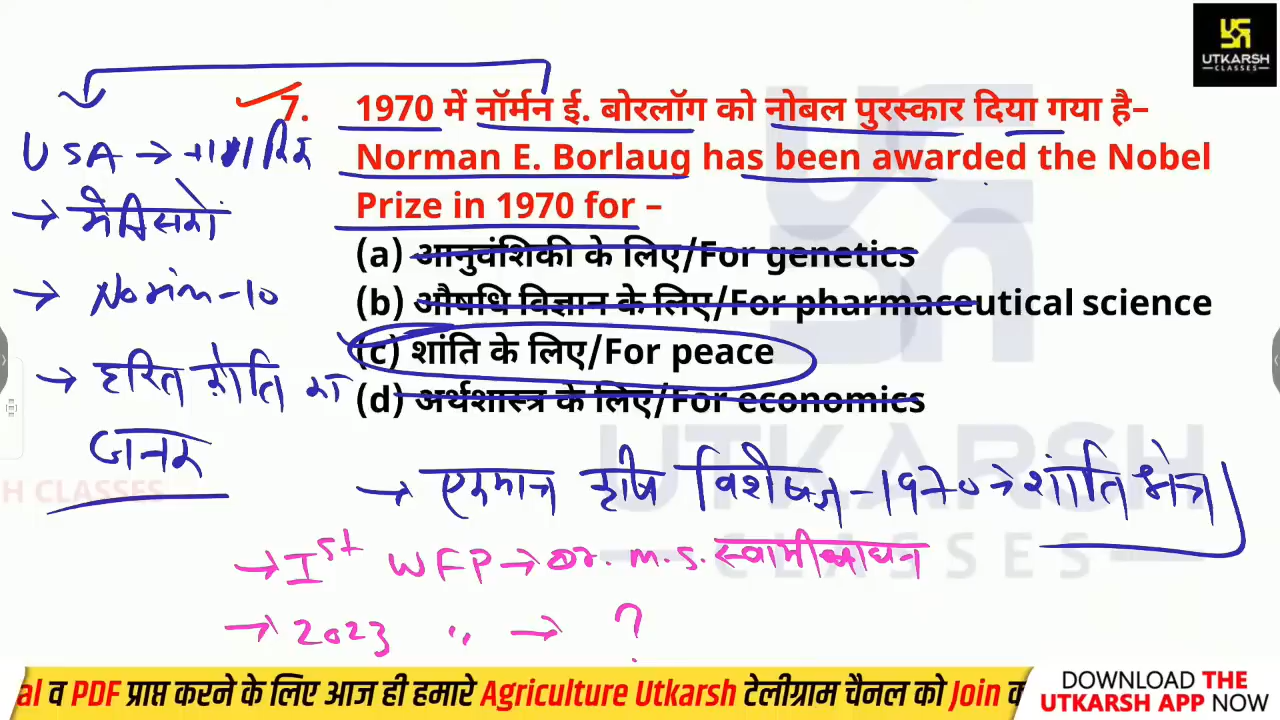 UTKARSH
CLASSES
7. 1970 में नॉर्मन ई. बोरलॉग को नोबल पुरस्कार दिया गया है–
Norman E. Borlaug has been awarded the Nobel
Prize in 1970 for –
(a) आनुवंशिकी के लिए/For genetics
(b) औषधि विज्ञान के लिए/For pharmaceutical science
(c) शांति के लिए/For peace
(d) अर्थशास्त्र के लिए/For economics
USA →
→ मैक्सिको
→ Norin-10
→ हरित क्रांति का
जनक
→ एकमात्र कृषि विशेषज्ञ - 1970 → शांति क्षेत्र
→ Ist WFP → Dr. M.S. स्वामीनाथन
→ 2023 " → ?
UTKARSH
CLASSES
H CLASSES
al व PDF प्राप्त करने के लिए आज ही हमारे Agriculture Utkarsh टेलीग्राम चैनल को Join क
DOWNLOAD THE
UTKARSH APP NOW